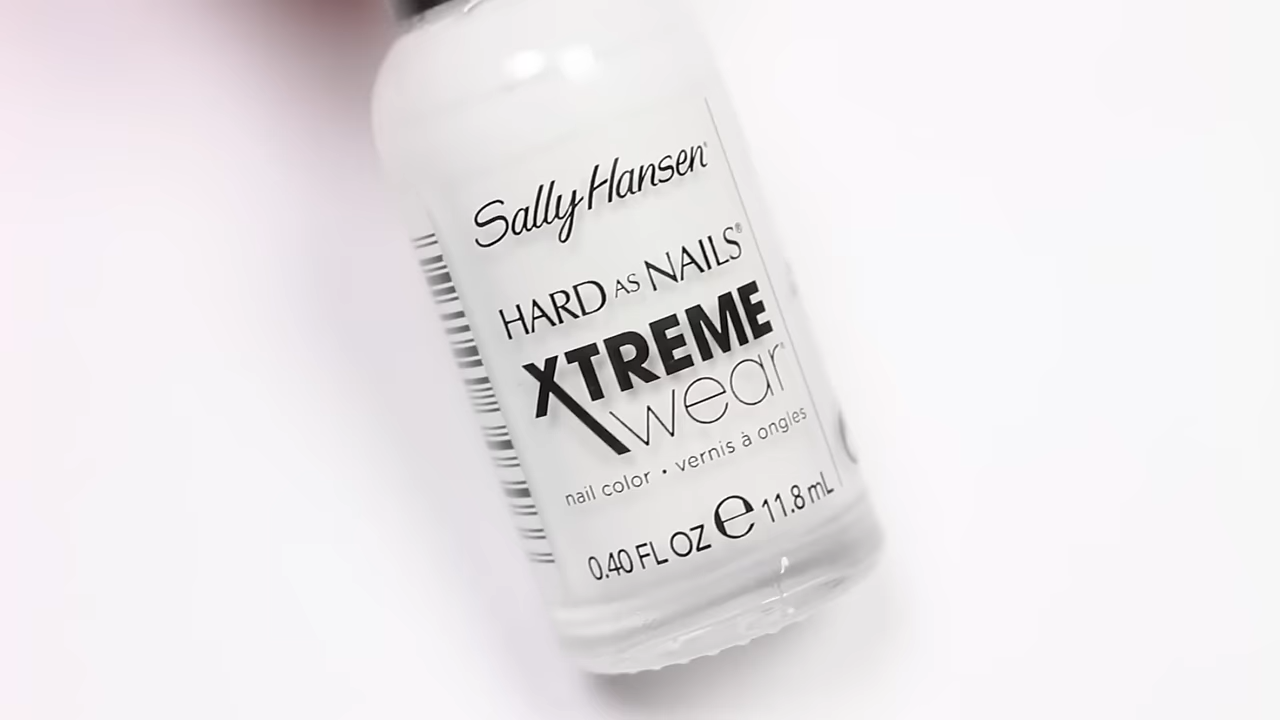 Sally Hansen®
HARD AS NAILS®
XTREME
wear®
nail color • vernis à ongles
0.40 FL OZ ℮ 11.8 mL